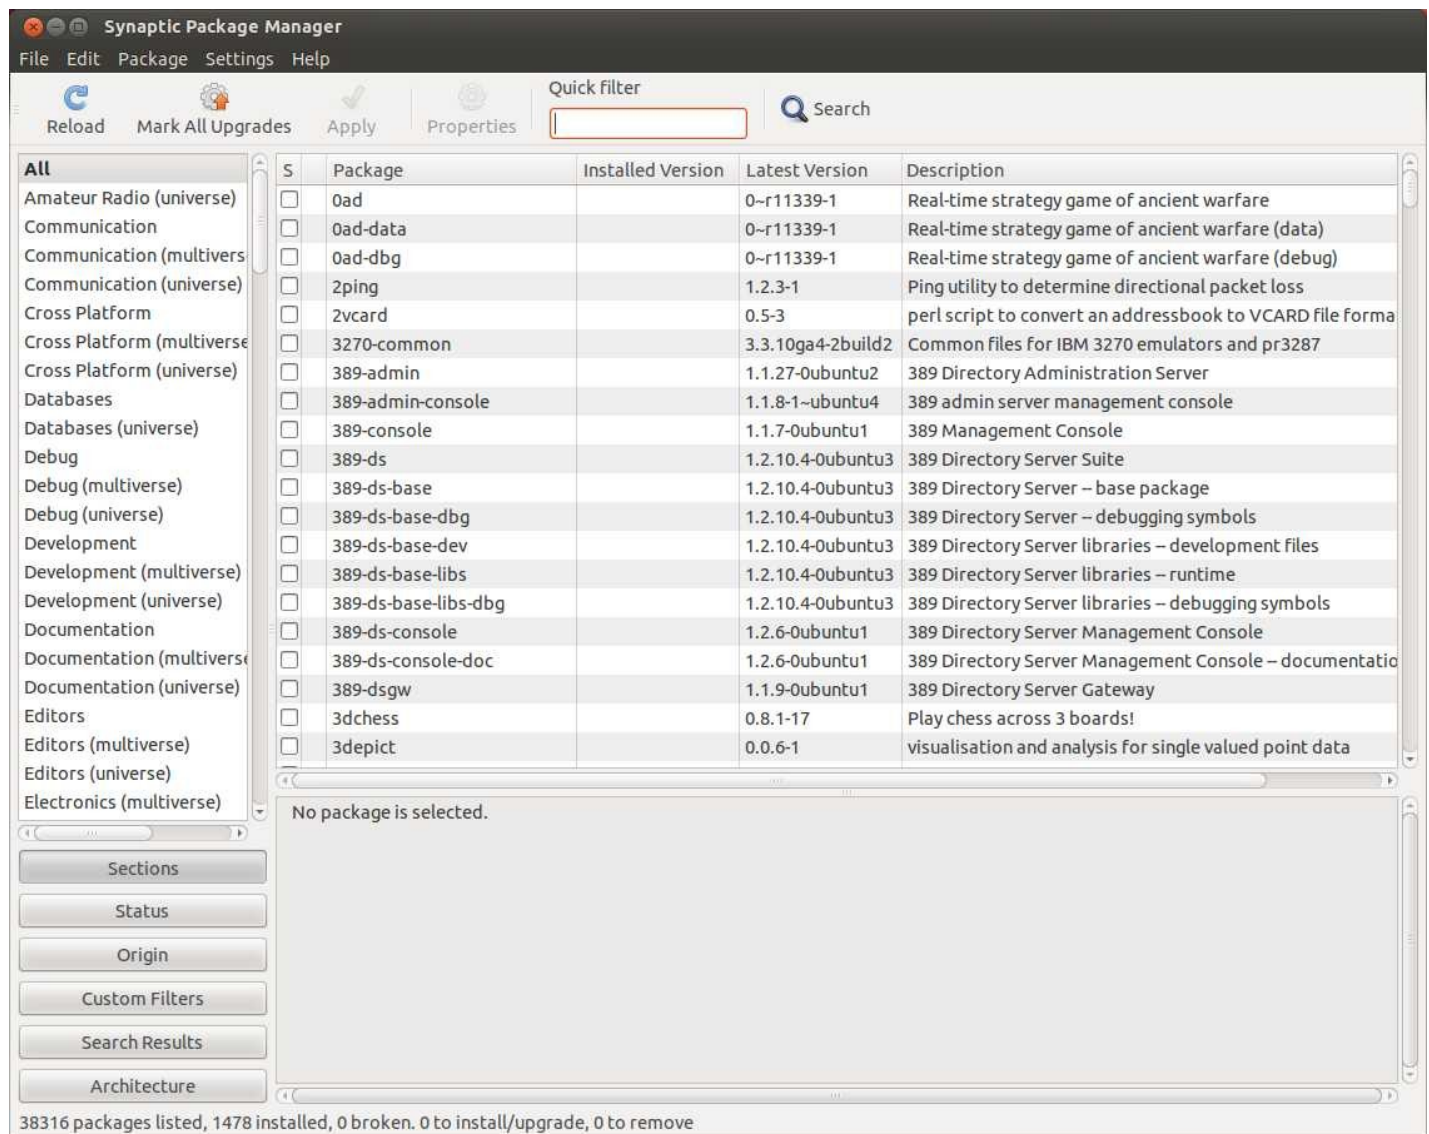 Synaptic Package Manager
File Edit Package Settings Help
Reload Mark All Upgrades Apply Properties Quick filter Search
All
Amateur Radio (universe)
Communication
Communication (multivers
Communication (universe)
Cross Platform
Cross Platform (multiverse
Cross Platform (universe)
Databases
Databases (universe)
Debug
Debug (multiverse)
Debug (universe)
Development
Development (multiverse)
Development (universe)
Documentation
Documentation (multivers
Documentation (universe)
Editors
Editors (multiverse)
Editors (universe)
Electronics (multiverse)
Sections
Status
Origin
Custom Filters
Search Results
Architecture
S Package Installed Version Latest Version Description
0ad 0~r11339-1 Real-time strategy game of ancient warfare
0ad-data 0~r11339-1 Real-time strategy game of ancient warfare (data)
0ad-dbg 0~r11339-1 Real-time strategy game of ancient warfare (debug)
2ping 1.2.3-1 Ping utility to determine directional packet loss
2vcard 0.5-3 perl script to convert an addressbook to VCARD file forma
3270-common 3.3.10ga4-2build2 Common files for IBM 3270 emulators and pr3287
389-admin 1.1.27-0ubuntu2 389 Directory Administration Server
389-admin-console 1.1.8-1~ubuntu4 389 admin server management console
389-console 1.1.7-0ubuntu1 389 Management Console
389-ds 1.2.10.4-0ubuntu3 389 Directory Server Suite
389-ds-base 1.2.10.4-0ubuntu3 389 Directory Server – base package
389-ds-base-dbg 1.2.10.4-0ubuntu3 389 Directory Server – debugging symbols
389-ds-base-dev 1.2.10.4-0ubuntu3 389 Directory Server libraries – development files
389-ds-base-libs 1.2.10.4-0ubuntu3 389 Directory Server libraries – runtime
389-ds-base-libs-dbg 1.2.10.4-0ubuntu3 389 Directory Server libraries – debugging symbols
389-ds-console 1.2.6-0ubuntu1 389 Directory Server Management Console
389-ds-console-doc 1.2.6-0ubuntu1 389 Directory Server Management Console – documentatio
389-dsgw 1.1.9-0ubuntu1 389 Directory Server Gateway
3dchess 0.8.1-17 Play chess across 3 boards!
3depict 0.0.6-1 visualisation and analysis for single valued point data
No package is selected.
38316 packages listed, 1478 installed, 0 broken. 0 to install/upgrade, 0 to remove